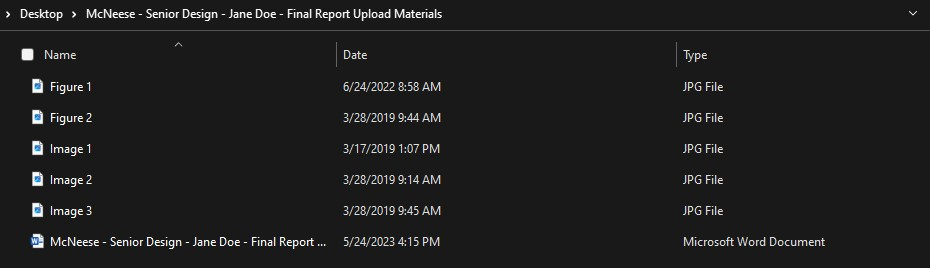 Desktop > McNeese - Senior Design - Jane Doe - Final Report Upload Materials
Name Date Type
Figure 1 6/24/2022 8:58 AM JPG File
Figure 2 3/28/2019 9:44 AM JPG File
Image 1 3/17/2019 1:07 PM JPG File
Image 2 3/28/2019 9:14 AM JPG File
Image 3 3/28/2019 9:45 AM JPG File
McNeese - Senior Design - Jane Doe - Final Report ... 5/24/2023 4:15 PM Microsoft Word Document